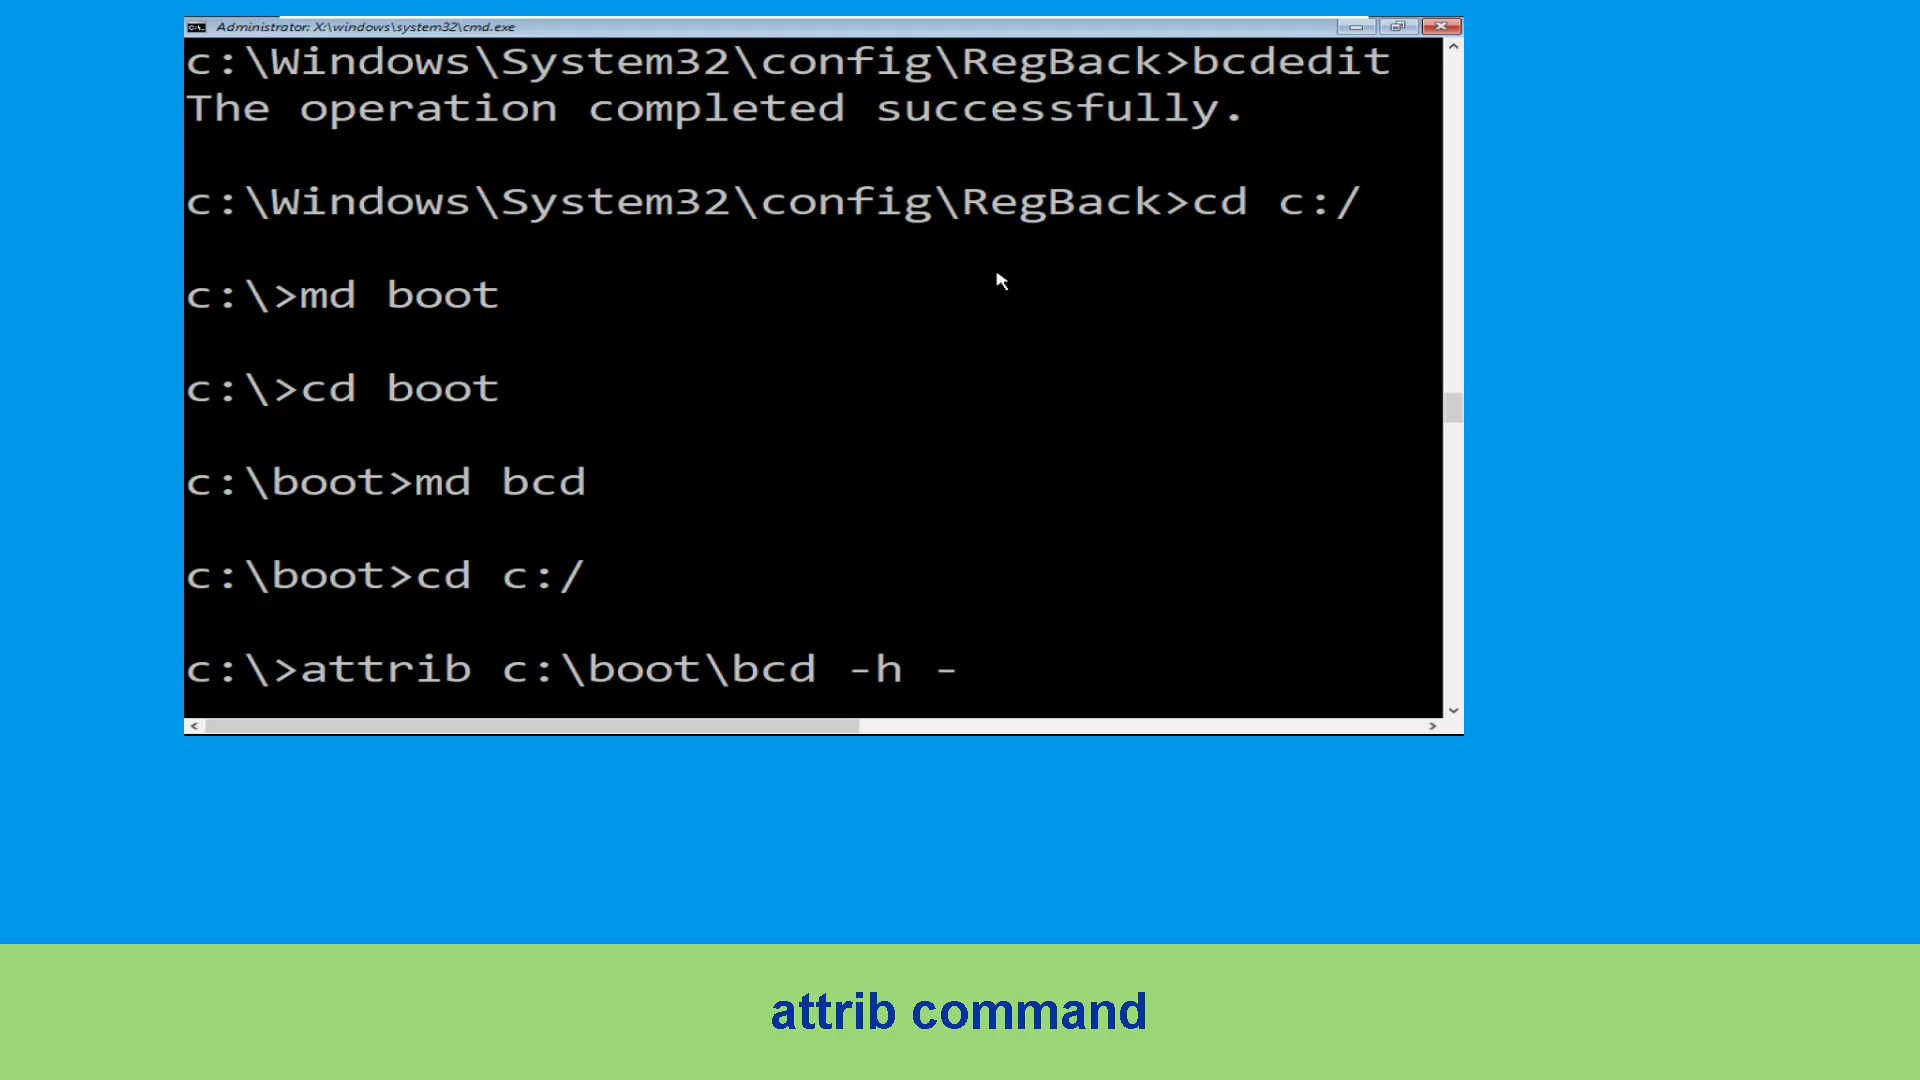 Administrator: X:\windows\system32\cmd.exe
c:\Windows\System32\config\RegBack>bcdedit
The operation completed successfully.
c:\Windows\System32\config\RegBack>cd c:/
c:\>md boot
c:\>cd boot
c:\boot>md bcd
c:\boot>cd c:/
c:\>attrib c:\boot\bcd -h -
attrib command